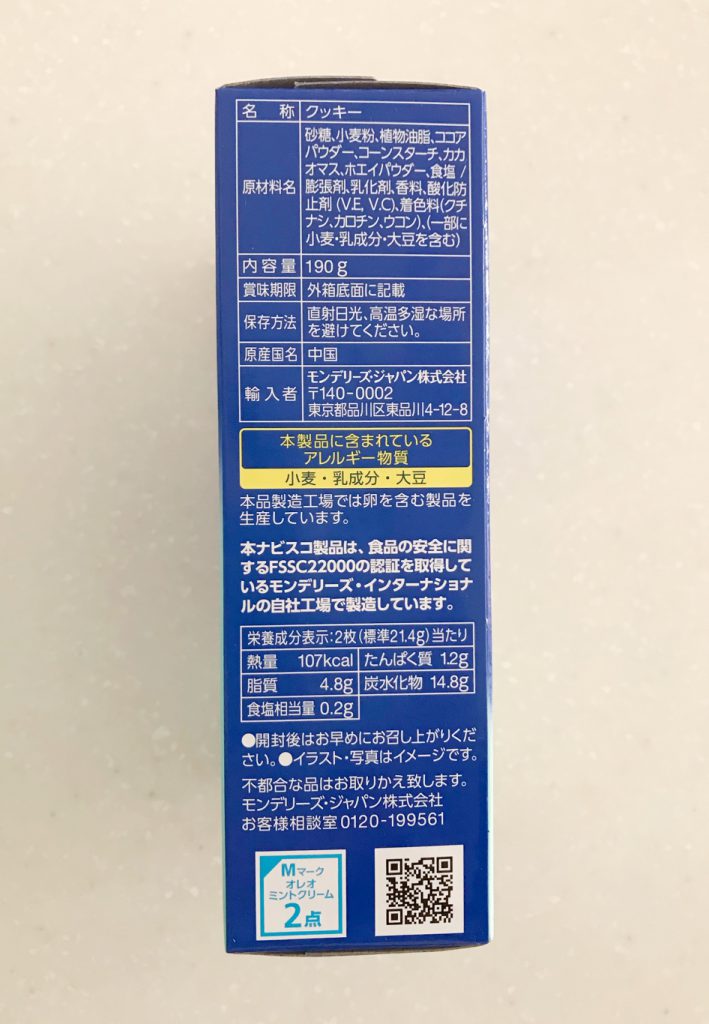 名称 クッキー
原材料名 砂糖、小麦粉、植物油脂、ココア
パウダー、コーンスターチ、カカ
オマス、ホエイパウダー、食塩 /
膨張剤、乳化剤、香料、酸化防
止剤 (V.E, V.C)、着色料(クチ
ナシ、カロチン、ウコン)、(一部に
小麦・乳成分・大豆を含む)
内容量 190g
賞味期限 外箱底面に記載
保存方法 直射日光、高温多湿な場所
を避けてください。
原産国名 中国
輸入者 モンデリーズ・ジャパン株式会社
〒140-0002
東京都品川区東品川4-12-8
本製品に含まれている
アレルギー物質
小麦・乳成分・大豆
本品製造工場では卵を含む製品を
生産しています。
本ナビスコ製品は、食品の安全に関
するFSSC22000の認証を取得して
いるモンデリーズ・インターナショナ
ルの自社工場で製造しています。
栄養成分表示:2枚(標準21.4g)当たり
熱量 107kcal たんぱく質 1.2g
脂質 4.8g 炭水化物 14.8g
食塩相当量 0.2g
●開封後はお早めにお召し上がりくだ
さい。●イラスト・写真はイメージです。
不都合な品はお取りかえ致します。
モンデリーズ・ジャパン株式会社
お客様相談室 0120-199561
Mマーク
オレオ
ミントクリーム
2点